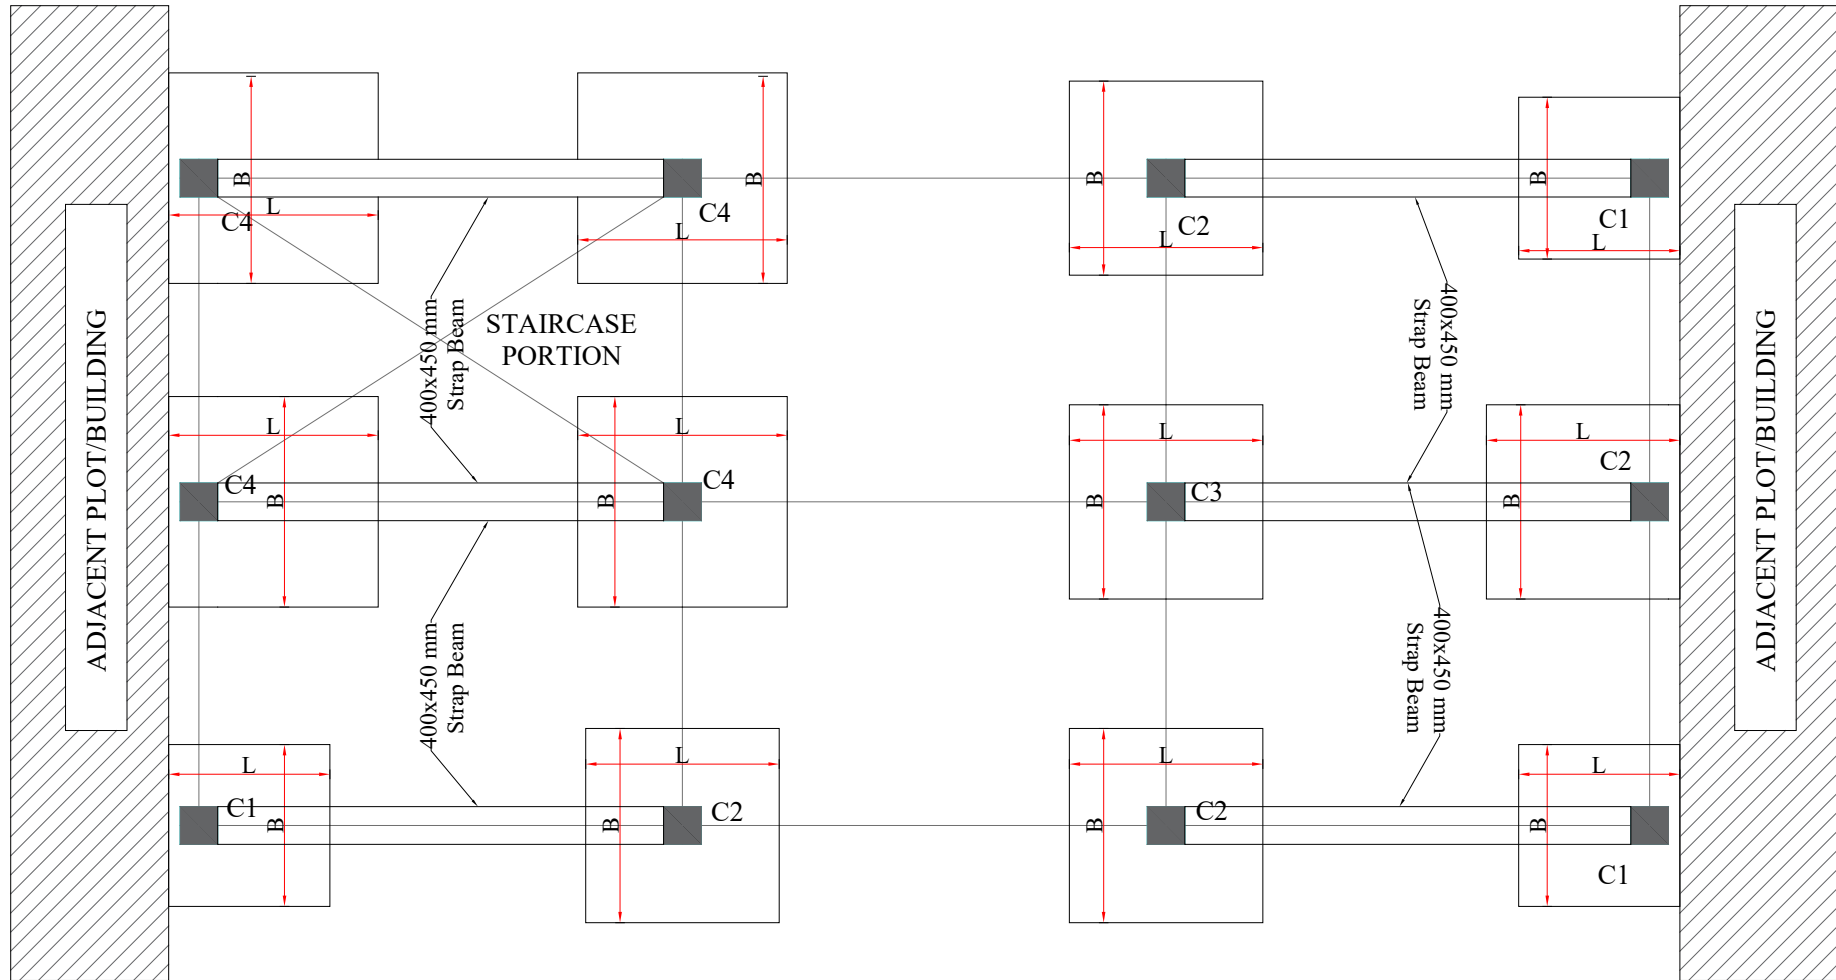 B
L
C4
B
L
C4
B
L
C2
B
L
C1
ADJACENT PLOT/BUILDING
400x450 mm
Strap Beam
STAIRCASE
PORTION
400x450 mm
Strap Beam
ADJACENT PLOT/BUILDING
L
C4
B
L
C4
B
L
C3
B
L
C2
B
400x450 mm
Strap Beam
400x450 mm
Strap Beam
L
C1
B
L
C2
B
L
C2
B
L
B
C1